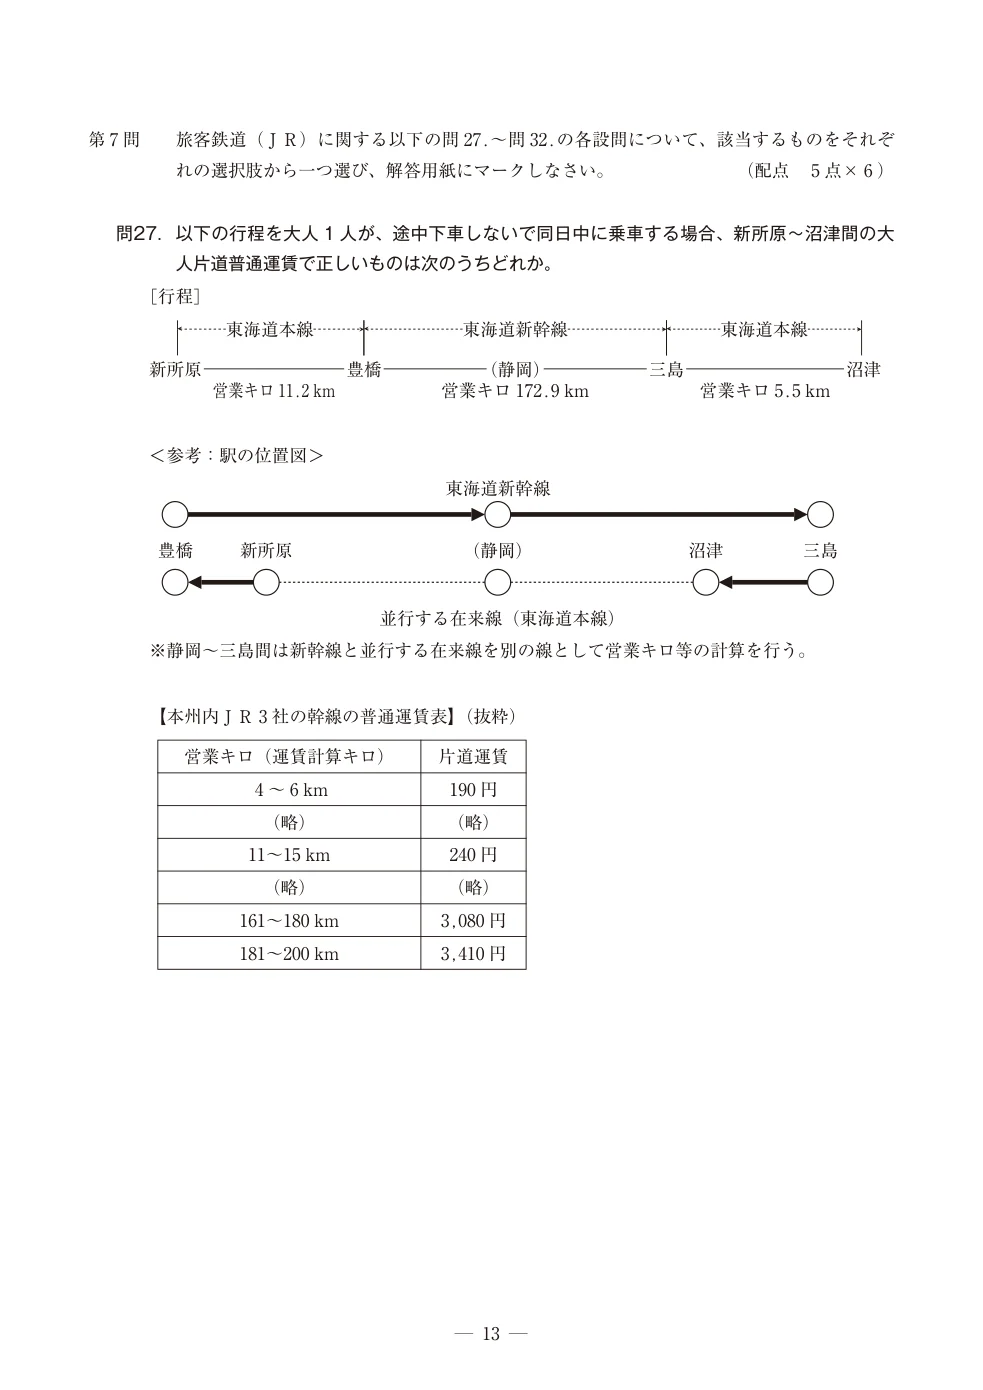 第７問　旅客鉄道（ＪＲ）に関する以下の問 27.～問 32. の各設問について、該当するものをそれぞ
れの選択肢から一つ選び、解答用紙にマークしなさい。　（配点　５点×６）
問27.　以下の行程を大人 1 人が、途中下車しないで同日中に乗車する場合、新所原～沼津間の大
人片道普通運賃で正しいものは次のうちどれか。
［行程］
東海道本線　東海道新幹線　東海道本線
新所原　豊橋　（静岡）　三島　沼津
営業キロ 11.2 km　営業キロ 172.9 km　営業キロ 5.5 km
＜参考：駅の位置図＞
東海道新幹線
豊橋　新所原　（静岡）　沼津　三島
並行する在来線（東海道本線）
※静岡～三島間は新幹線と並行する在来線を別の線として営業キロ等の計算を行う。
【本州内ＪＲ３社の幹線の普通運賃表】（抜粋）
営業キロ（運賃計算キロ）　片道運賃
4 ～ 6 km　190 円
（略）　（略）
11～15 km　240 円
（略）　（略）
161～180 km　3,080 円
181～200 km　3,410 円
― 13 ―